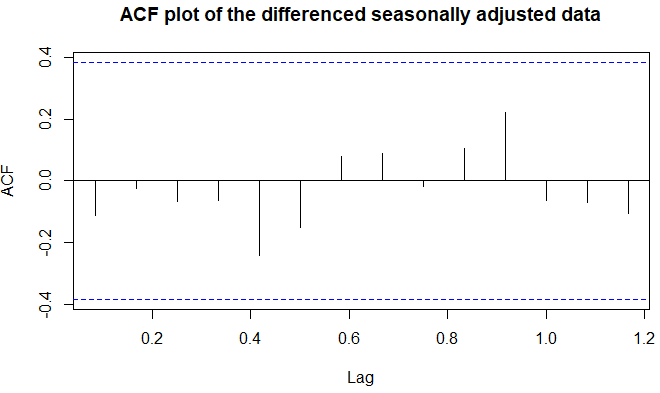 ACF plot of the differenced seasonally adjusted data
ACF
0.4
0.2
0.0
-0.2
-0.4
0.2 0.4 0.6 0.8 1.0 1.2
Lag